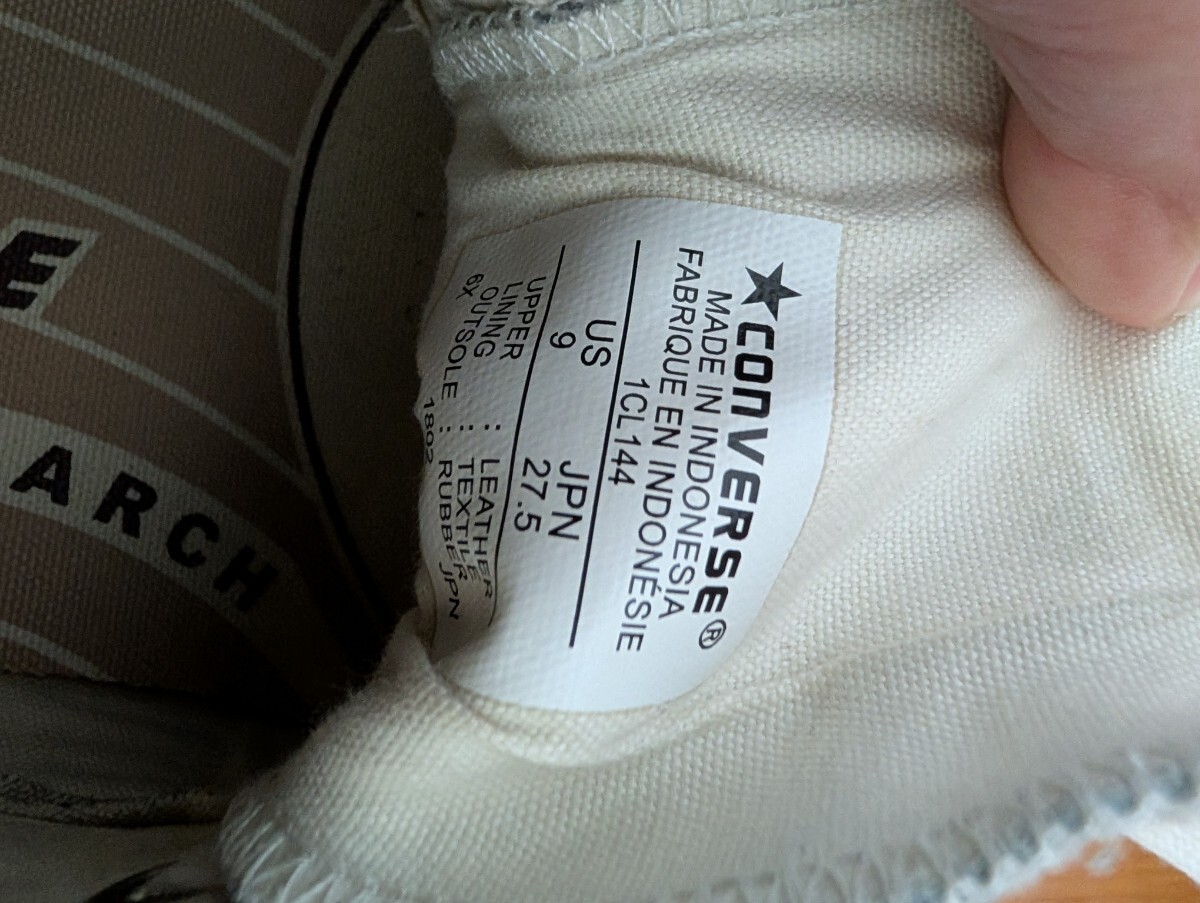 ★CONVERSE®
MADE IN INDONESIA
FABRIQUE EN INDONÉSIE
1CL144
US JPN
9 27.5
UPPER : LEATHER
LINING : TEXTILE
OUTSOLE : RUBBER
6X 1802 JPN
E
ARCH